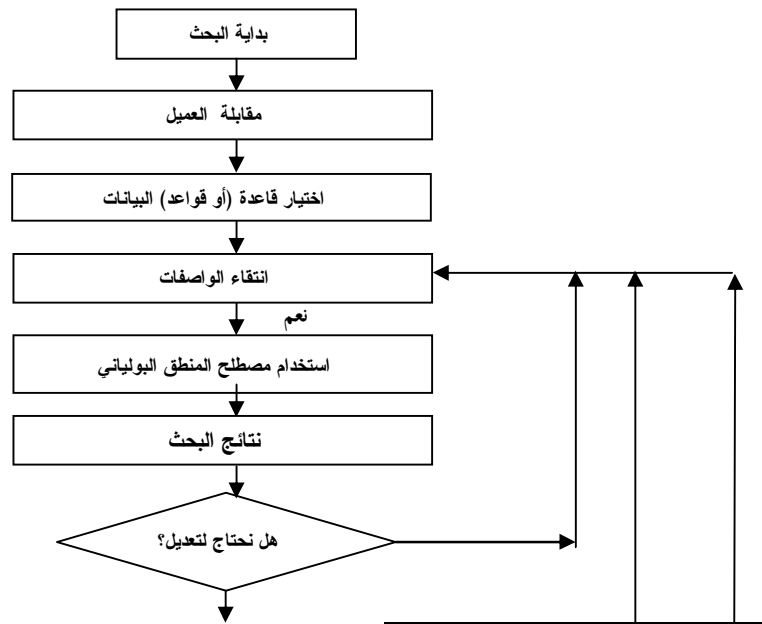 بداية البحث
مقابلة العميل
اختيار قاعدة (أو قواعد) البيانات
انتقاء الواصفات
نعم
استخدام مصطلح المنطق البولياني
نتائج البحث
هل نحتاج لتعديل؟